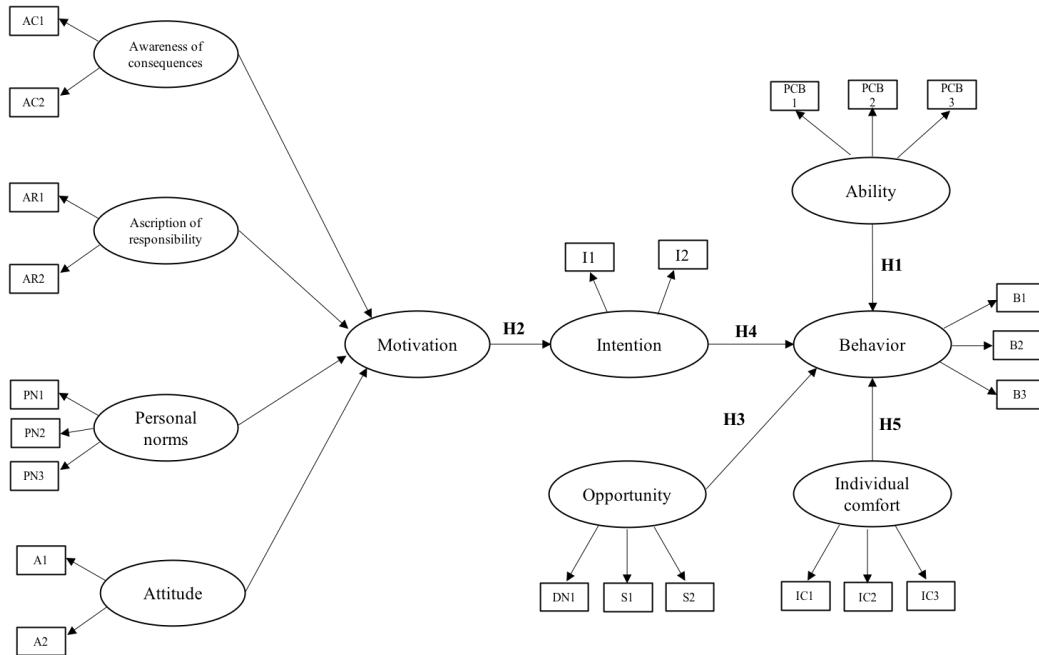 AC1
Awareness of
consequences
AC2
PCB
1
PCB
2
PCB
3
Ability
AR1
Ascription of
responsibility
AR2
I1
I2
H1
B1
Motivation
H2
Intention
H4
Behavior
B2
B3
PN1
PN2
Personal
norms
PN3
H3
H5
Opportunity
Individual
comfort
A1
Attitude
A2
DN1
S1
S2
IC1
IC2
IC3